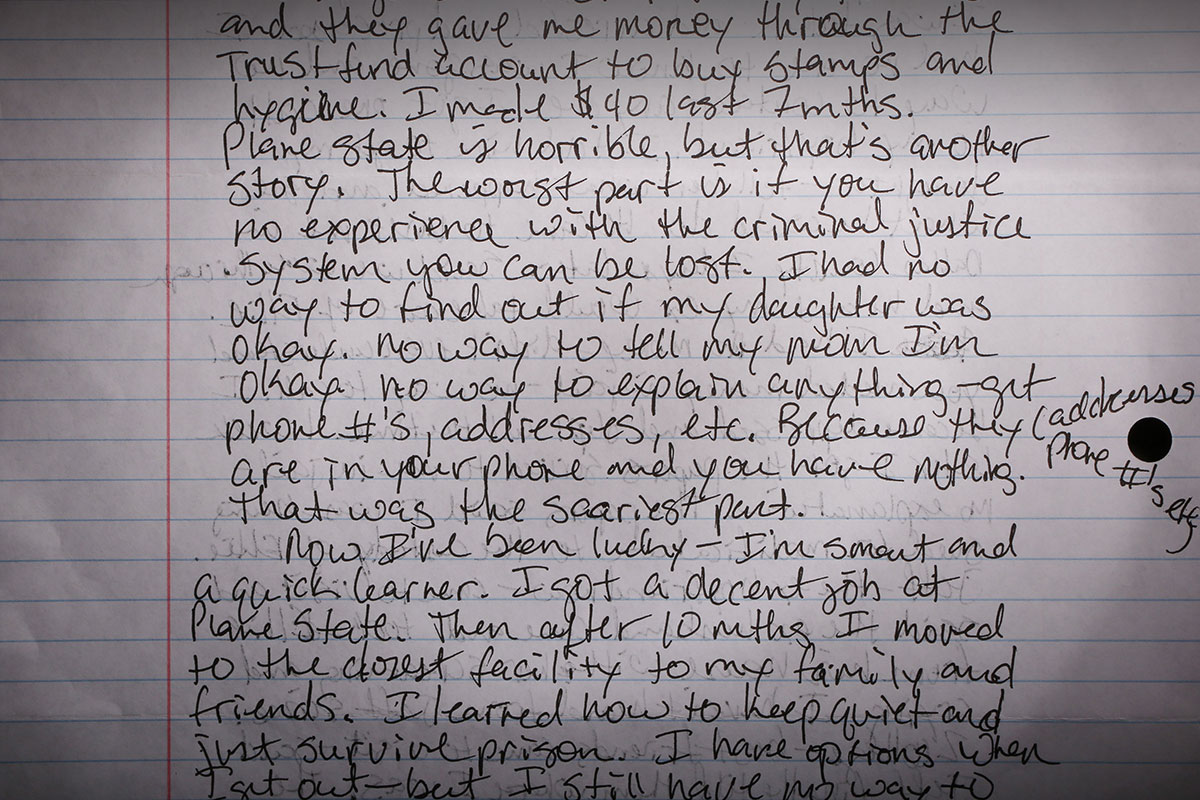 and they gave me money through the
Trustfund account to buy stamps and
hygine. I made $40 last 7mths.
Plane state is horrible, but that's another
story. The worst part is if you have
no experience with the criminal justice
system you can be lost. I had no
way to find out if my daughter was
okay. no way to tell my mom I'm
okay. no way to explain anything-get
phone #'s, addresses, etc. Because they (addresses
phone #'s etc)
are in your phone and you have nothing.
that was the scariest part.
Now I've been lucky - I'm smart and
a quick learner. I got a decent job at
Plane State. Then after 10 mths I moved
to the closest facility to my family and
friends. I learned how to keep quiet and
just survive prison. I have options when
I get out-but I still have no way to